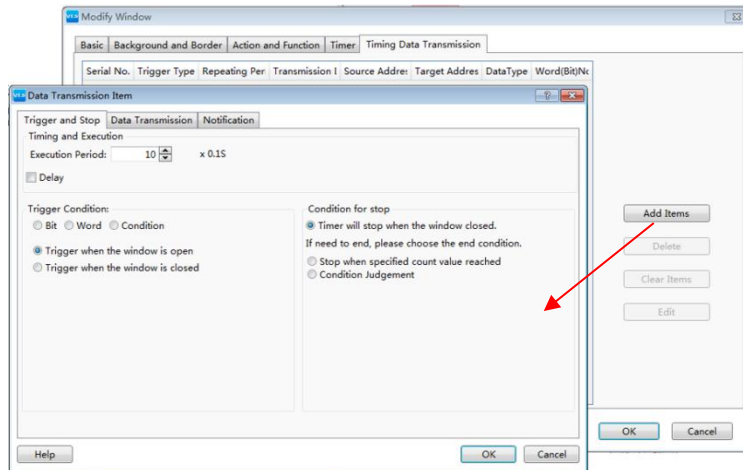 Modify Window
Basic Background and Border Action and Function Timer Timing Data Transmission
Serial No. Trigger Type Repeating Per Transmission I Source Addre: Target Addres DataType Word(Bit)Nc
Data Transmission Item
Trigger and Stop Data Transmission Notification
Timing and Execution
Execution Period: 10 x 0.1S
Delay
Trigger Condition:
Bit Word Condition
Trigger when the window is open
Trigger when the window is closed
Condition for stop
Timer will stop when the window closed.
If need to end, please choose the end condition.
Stop when specified count value reached
Condition Judgement
Help OK Cancel
Add Items
Delete
Clear Items
Edit
OK Cancel